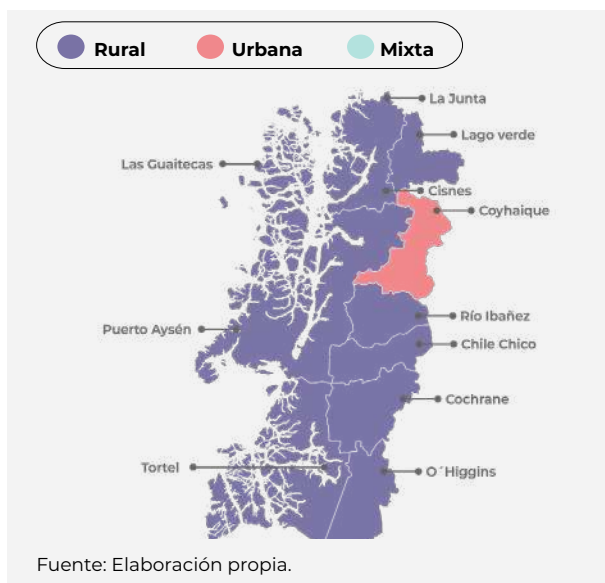 Rural Urbana Mixta
La Junta
Lago verde
Las Guaitecas
Cisnes
Coyhaique
Río Ibañez
Puerto Aysén
Chile Chico
Cochrane
Tortel
O´Higgins
Fuente: Elaboración propia.